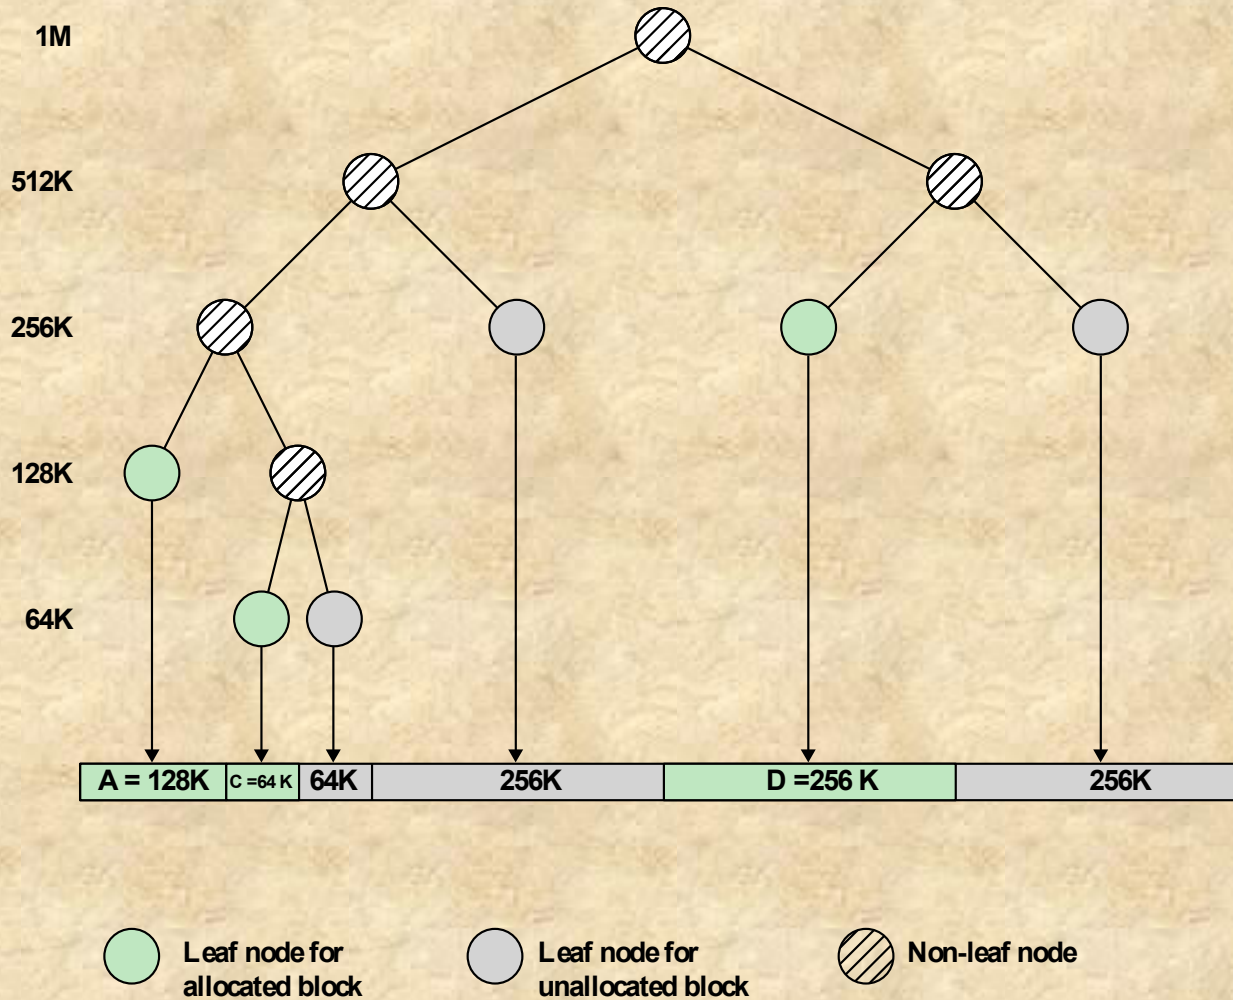 1M
512K
256K
128K
64K
A = 128K
C =64 K
64K
256K
D =256 K
256K
Leaf node for
allocated block
Leaf node for
unallocated block
Non-leaf node